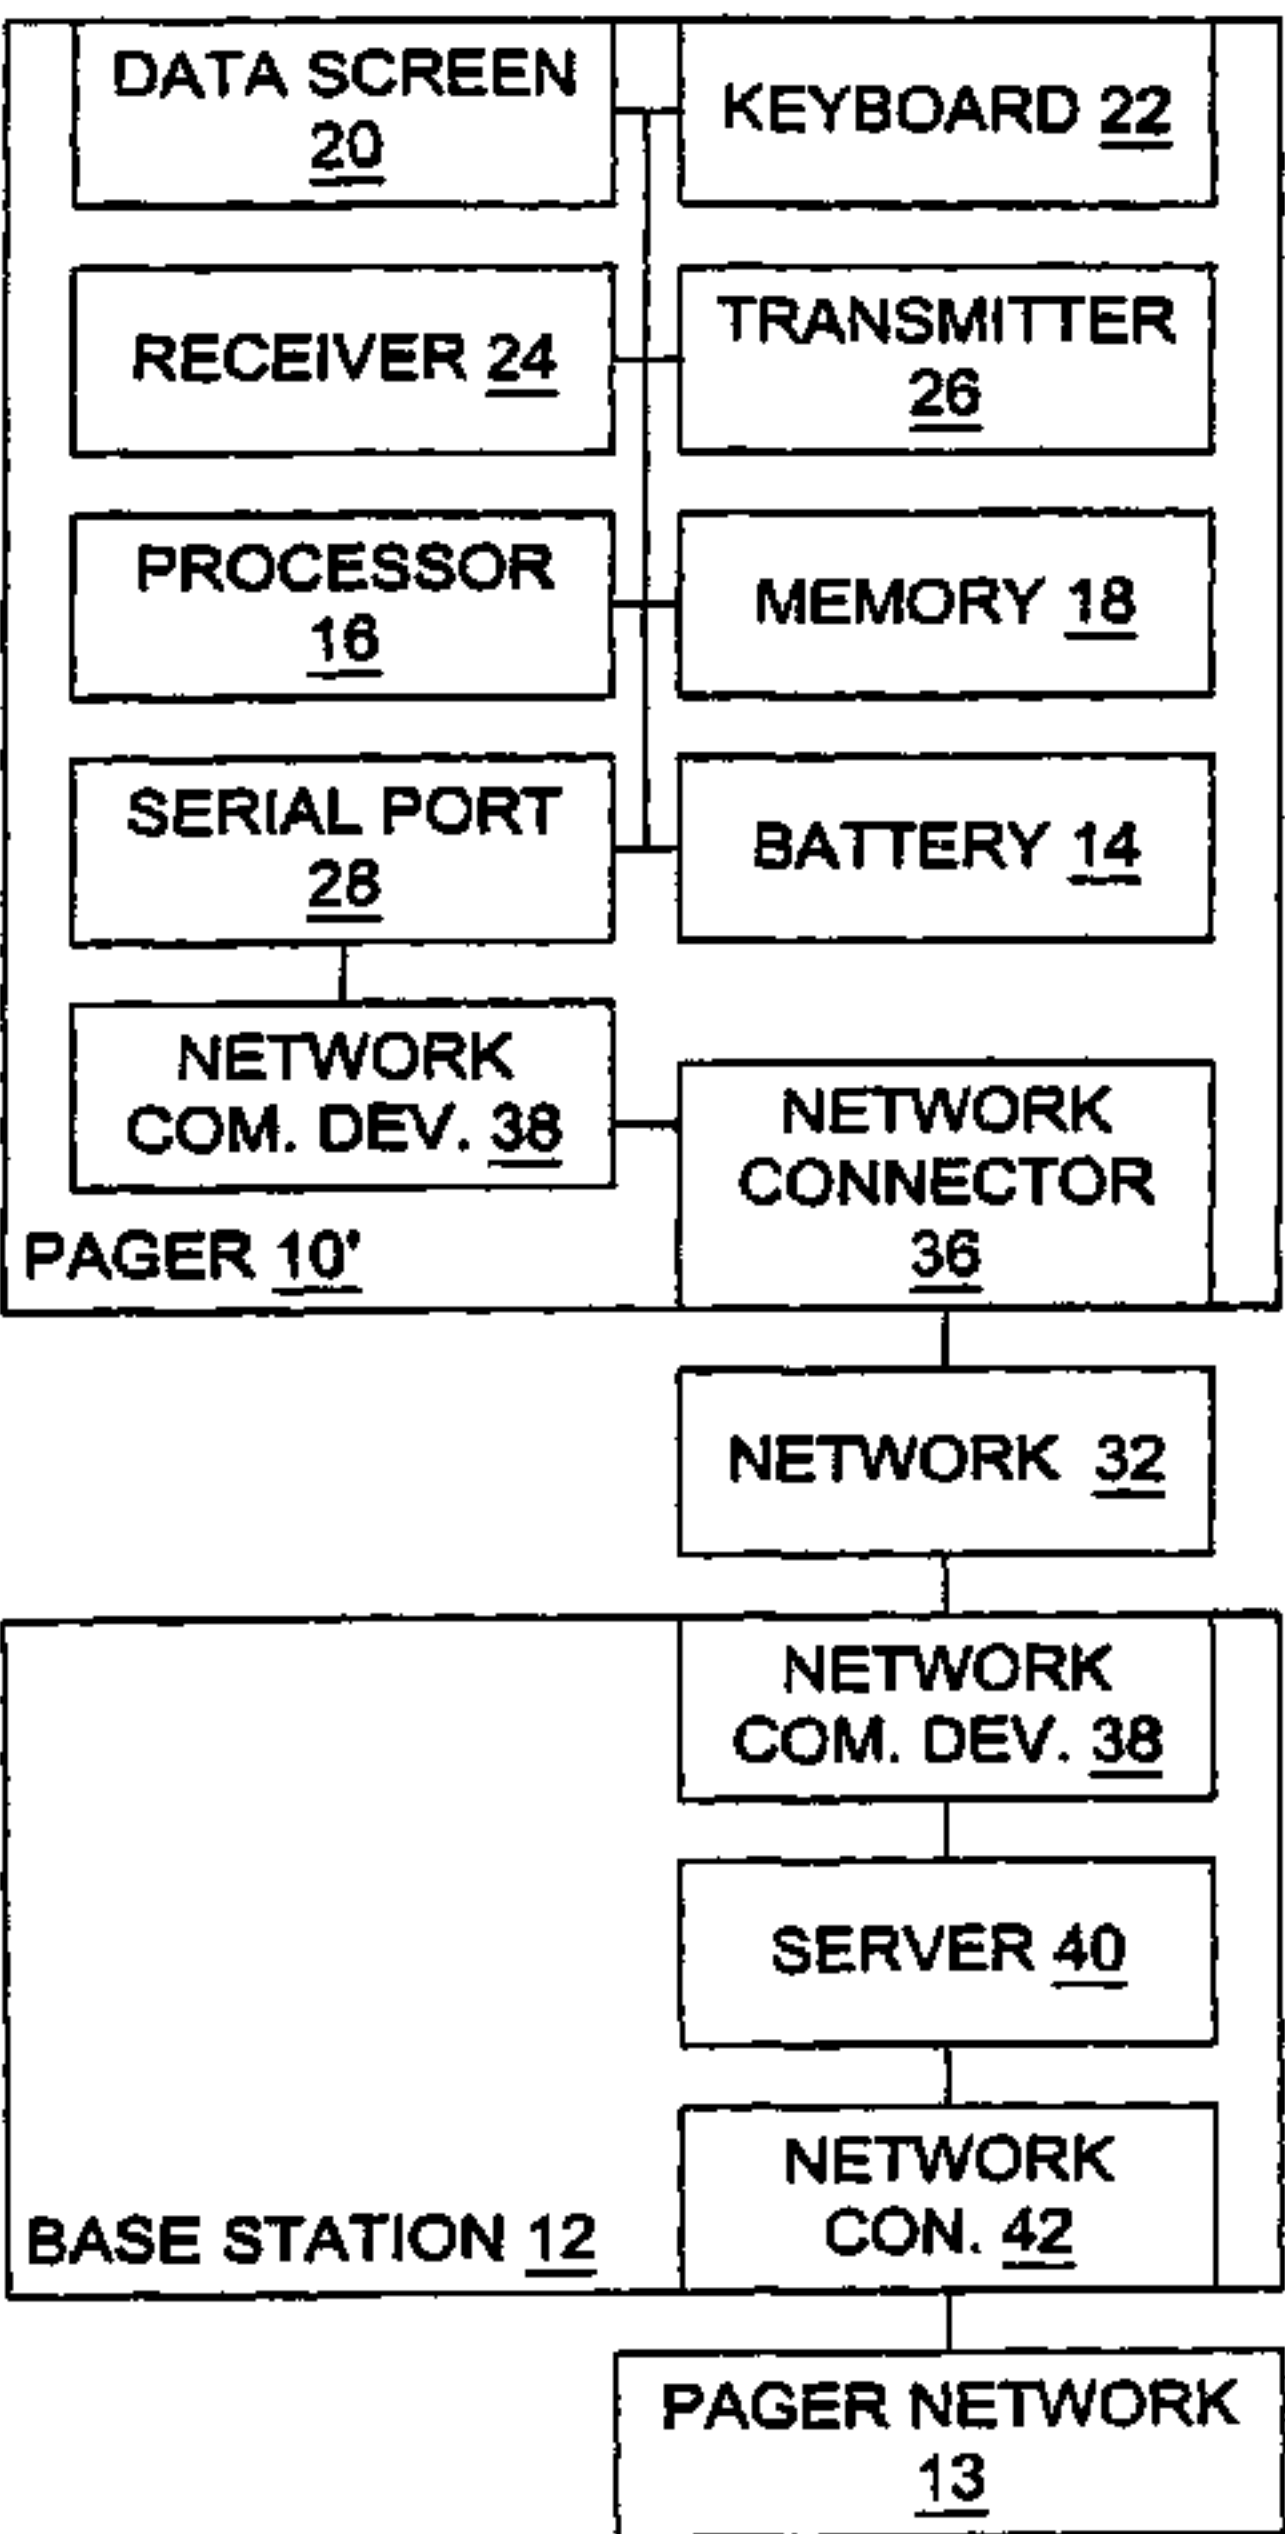 DATA SCREEN
20
KEYBOARD 22
RECEIVER 24
TRANSMITTER
26
PROCESSOR
16
MEMORY 18
SERIAL PORT
28
BATTERY 14
NETWORK
COM. DEV. 38
NETWORK
CONNECTOR
36
PAGER 10'
NETWORK 32
NETWORK
COM. DEV. 38
SERVER 40
NETWORK
CON. 42
BASE STATION 12
PAGER NETWORK
13